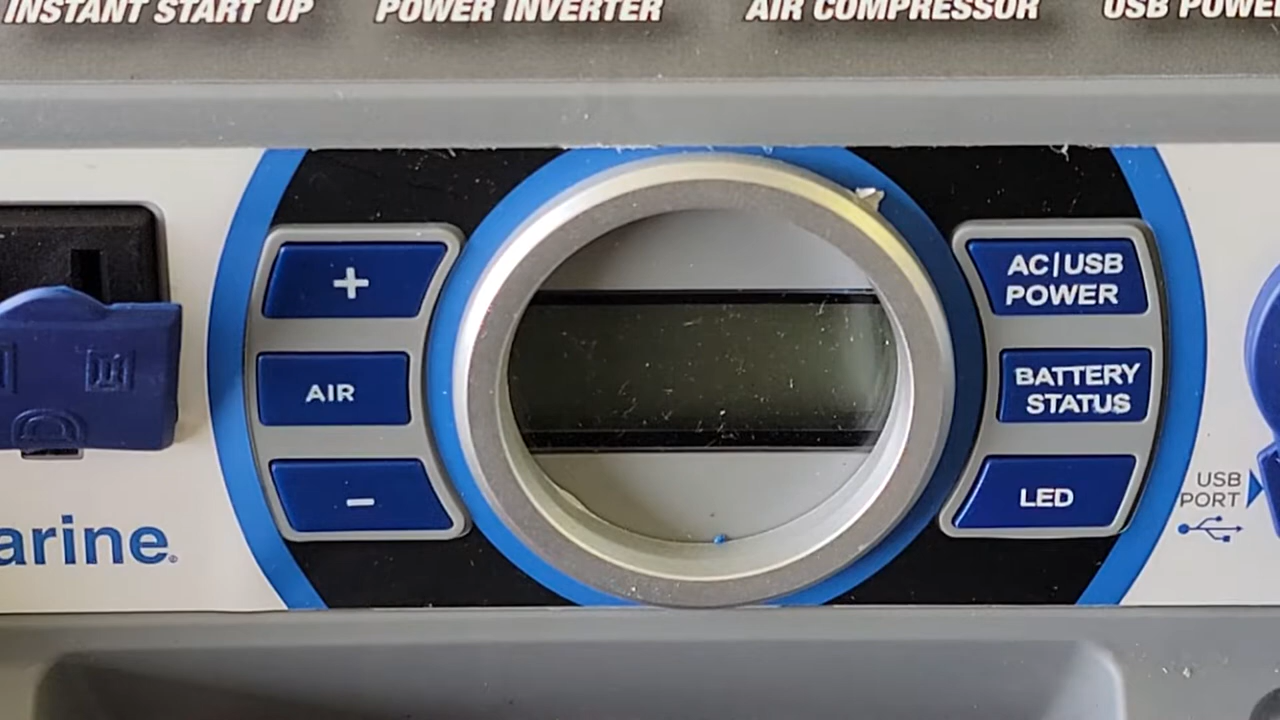 INSTANT START UP
POWER INVERTER
AIR COMPRESSOR
USB POWE
+
AIR
-
AC|USB
POWER
BATTERY
STATUS
LED
USB
PORT
arine